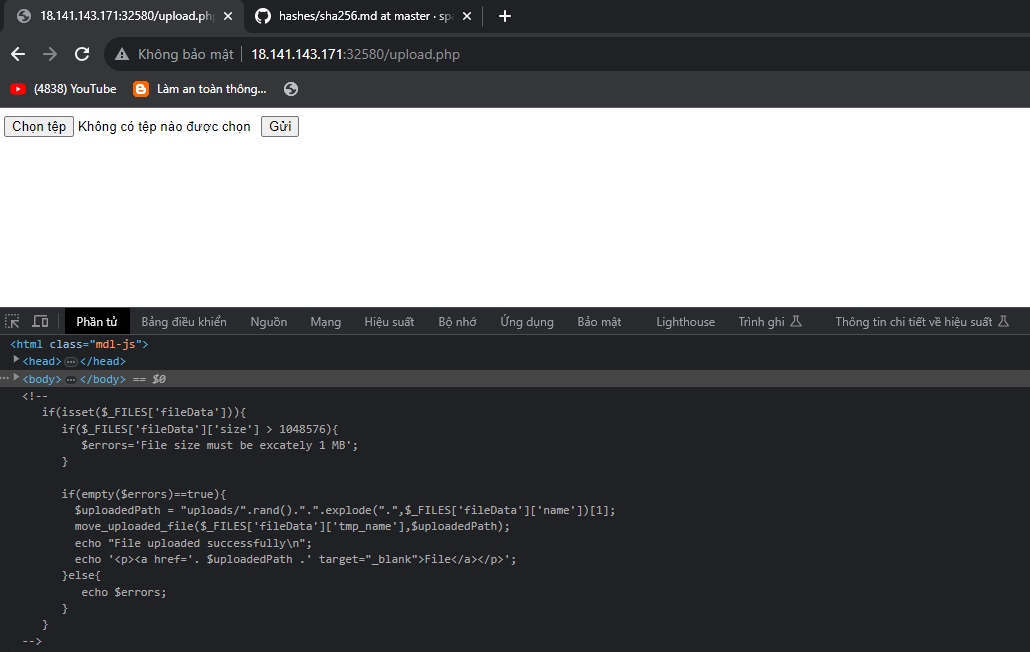 18.141.143.171:32580/upload.ph
hashes/sha256.md at master · spa
Không bảo mật
18.141.143.171:32580/upload.php
(4838) YouTube
Làm an toàn thông...
Chọn tệp Không có tệp nào được chọn Gửi
Phần tử Bảng điều khiển Nguồn Mạng Hiệu suất Bộ nhớ Ứng dụng Bảo mật Lighthouse Trình ghi Thông tin chi tiết về hiệu suất
<html class="mdl-js">
<head> … </head>
… <body> … </body> == $0
<!--
if(isset($_FILES['fileData'])){
if($_FILES['fileData']['size'] > 1048576){
$errors='File size must be excately 1 MB';
}
if(empty($errors)==true){
$uploadedPath = "uploads/".rand().".".explode(".",$_FILES['fileData']['name'])[1];
move_uploaded_file($_FILES['fileData']['tmp_name'],$uploadedPath);
echo "File uploaded successfully\n";
echo '<p><a href='. $uploadedPath .' target="_blank">File</a></p>';
}else{
echo $errors;
}
}
-->